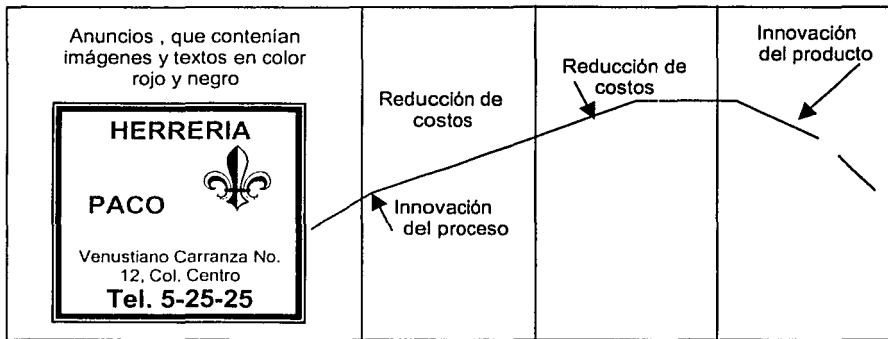 Anuncios , que contenían
imágenes y textos en color
rojo y negro
HERRERIA
PACO
Venustiano Carranza No.
12, Col. Centro
Tel. 5-25-25
Reducción de
costos
Innovación
del proceso
Reducción de
costos
Innovación
del producto